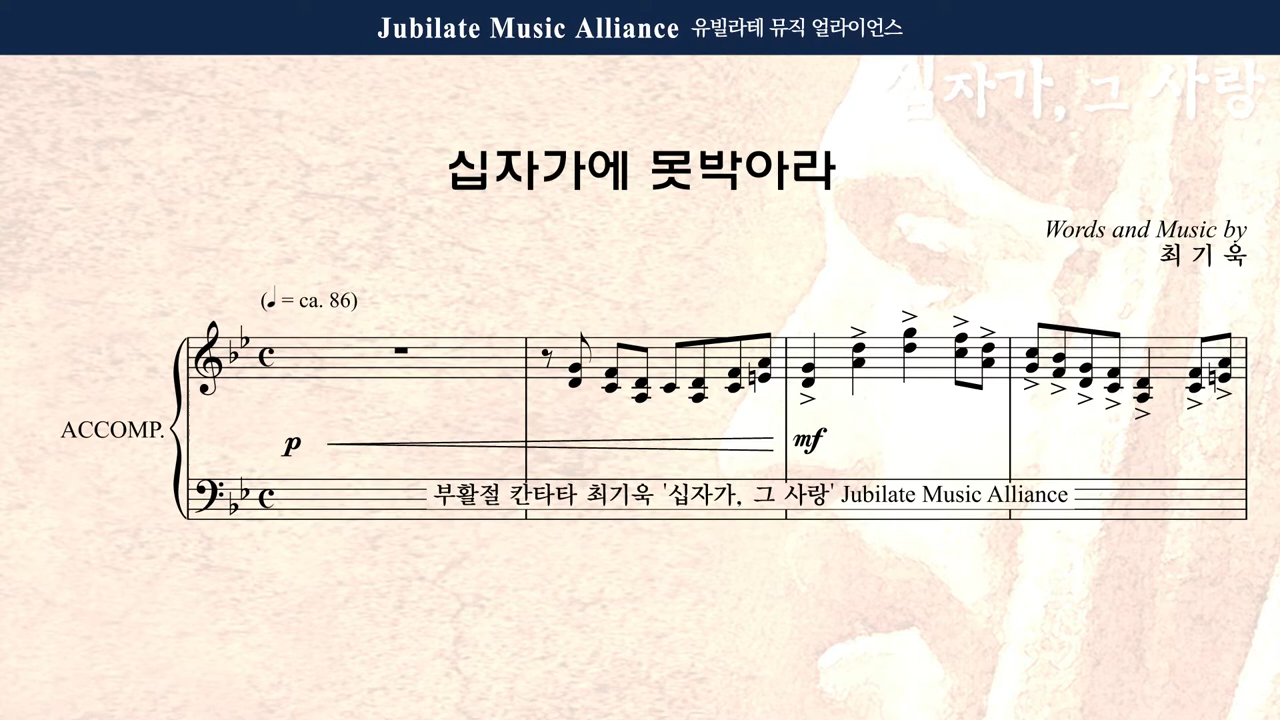 Jubilate Music Alliance 유빌라테 뮤직 얼라이언스
십자가, 그 사랑
십자가에 못박아라
Words and Music by
최 기 욱
(♩ = ca. 86)
ACCOMP.
p
mf
부활절 칸타타 최기욱 '십자가, 그 사랑' Jubilate Music Alliance